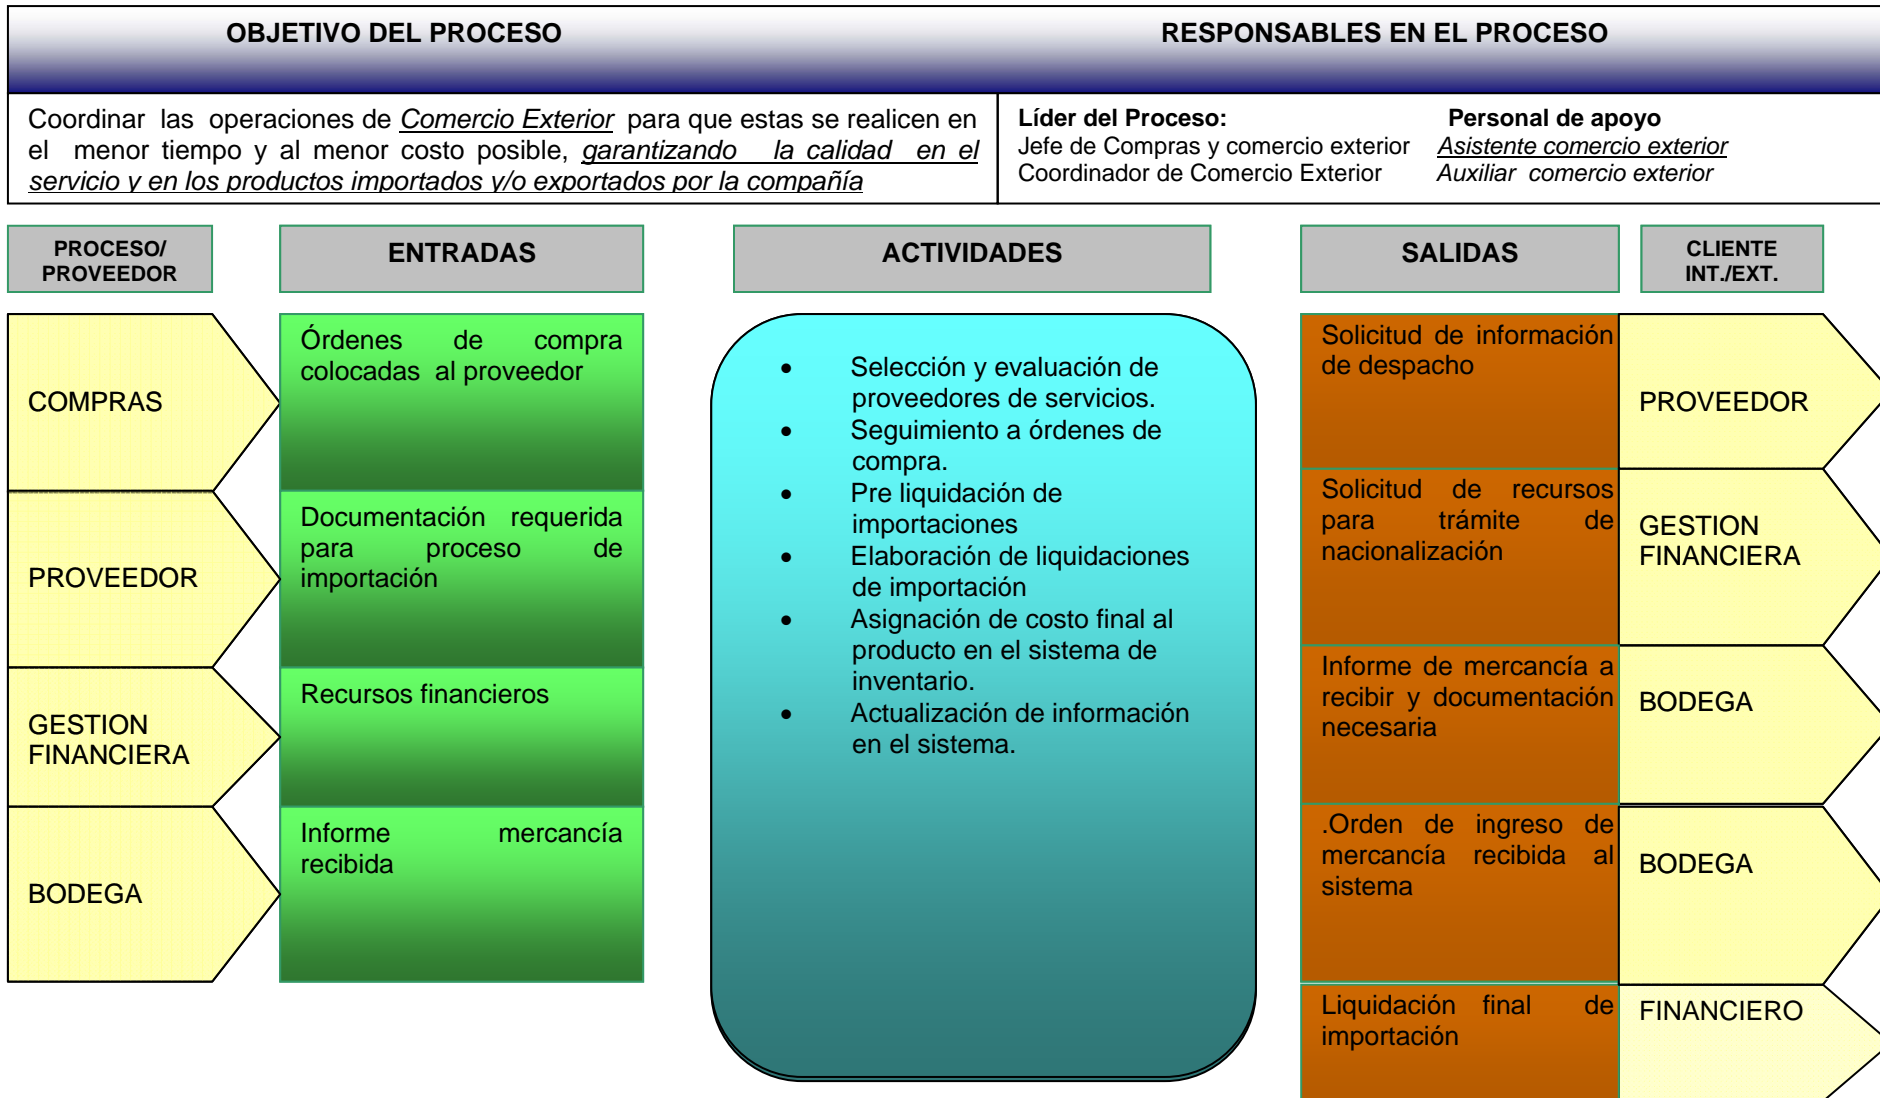 OBJETIVO DEL PROCESO
RESPONSABLES EN EL PROCESO
Coordinar las operaciones de Comercio Exterior para que estas se realicen en
el menor tiempo y al menor costo posible, garantizando la calidad en el
servicio y en los productos importados y/o exportados por la compañía
Líder del Proceso:
Jefe de Compras y comercio exterior
Coordinador de Comercio Exterior
Personal de apoyo
Asistente comercio exterior
Auxiliar comercio exterior
PROCESO/
PROVEEDOR
ENTRADAS
ACTIVIDADES
SALIDAS
CLIENTE
INT./EXT.
COMPRAS
Órdenes de compra
colocadas al proveedor
PROVEEDOR
Documentación requerida
para proceso de
importación
GESTION
FINANCIERA
Recursos financieros
BODEGA
Informe mercancía
recibida
• Selección y evaluación de
proveedores de servicios.
• Seguimiento a órdenes de
compra.
• Pre liquidación de
importaciones
• Elaboración de liquidaciones
de importación
• Asignación de costo final al
producto en el sistema de
inventario.
• Actualización de información
en el sistema.
Solicitud de información
de despacho
PROVEEDOR
Solicitud de recursos
para trámite de
nacionalización
GESTION
FINANCIERA
Informe de mercancía a
recibir y documentación
necesaria
BODEGA
.Orden de ingreso de
mercancía recibida al
sistema
BODEGA
Liquidación final de
importación
FINANCIERO